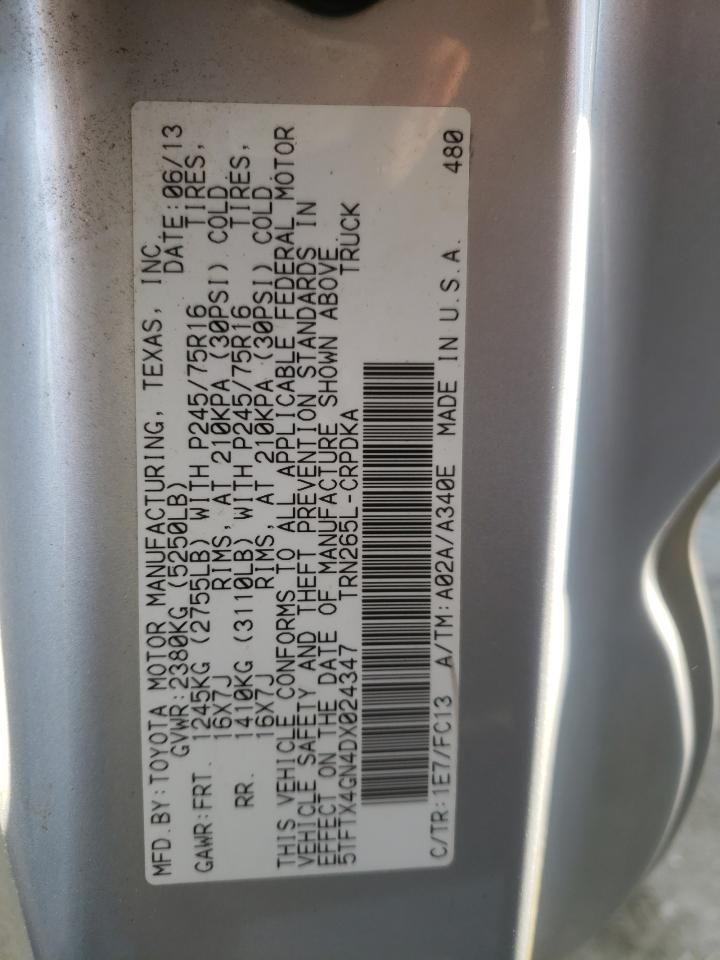 MFD.BY:TOYOTA MOTOR MANUFACTURING, TEXAS, INC.
GVWR:2380KG (5250LB) DATE:06/13
GAWR:FRT. 1245KG (2755LB) WITH P245/75R16 TIRES,
16X7J RIMS, AT 210KPA (30PSI) COLD
RR. 1410KG (3110LB) WITH P245/75R16 TIRES,
16X7J RIMS, AT 210KPA (30PSI) COLD
THIS VEHICLE CONFORMS TO ALL APPLICABLE FEDERAL MOTOR
VEHICLE SAFETY AND THEFT PREVENTION STANDARDS IN
EFFECT ON THE DATE OF MANUFACTURE SHOWN ABOVE.
5TFTX4GN4DX024347 TRN265L-CRPDKA TRUCK
C/TR:1E7/FC13 A/TM:A02A/A340E MADE IN U.S.A. 480